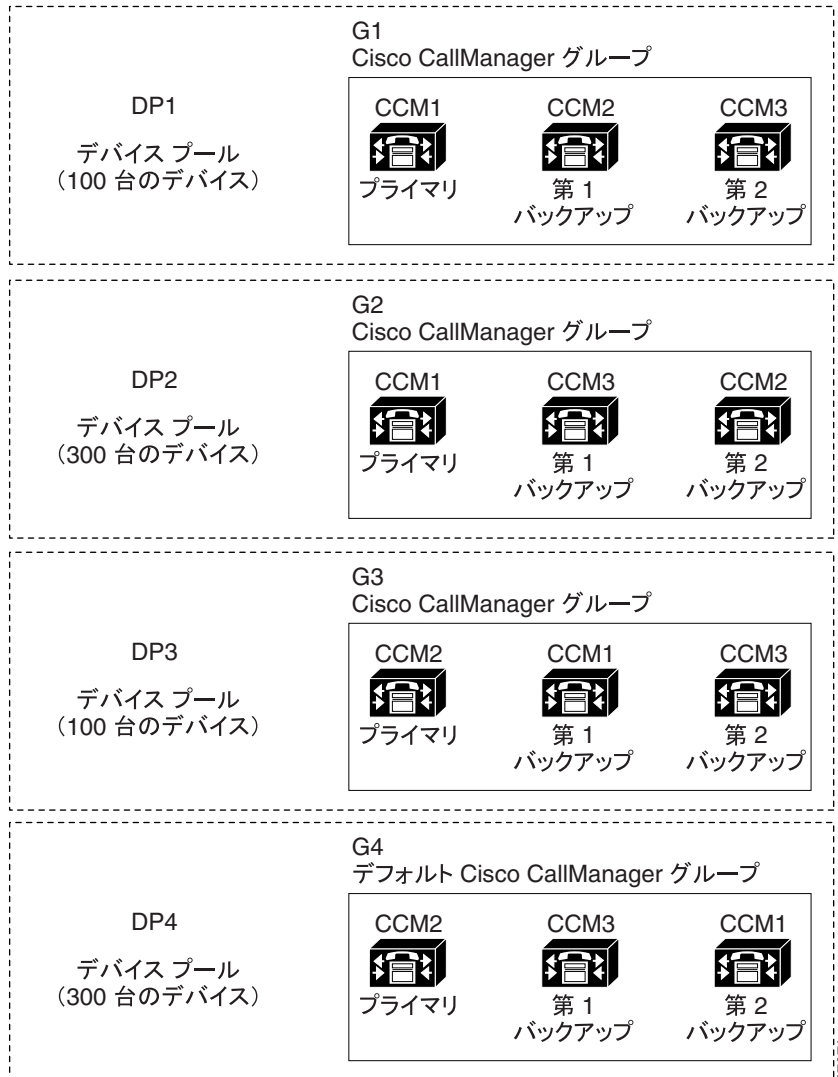 G1
Cisco CallManager グループ
DP1
デバイス プール
（100 台のデバイス）
CCM1
CCM2
CCM3
プライマリ
第 1
バックアップ
第 2
バックアップ
G2
Cisco CallManager グループ
DP2
デバイス プール
（300 台のデバイス）
CCM1
CCM3
CCM2
プライマリ
第 1
バックアップ
第 2
バックアップ
G3
Cisco CallManager グループ
DP3
デバイス プール
（100 台のデバイス）
CCM2
CCM1
CCM3
プライマリ
第 1
バックアップ
第 2
バックアップ
G4
デフォルト Cisco CallManager グループ
DP4
デバイス プール
（300 台のデバイス）
CCM2
CCM3
CCM1
プライマリ
第 1
バックアップ
第 2
バックアップ